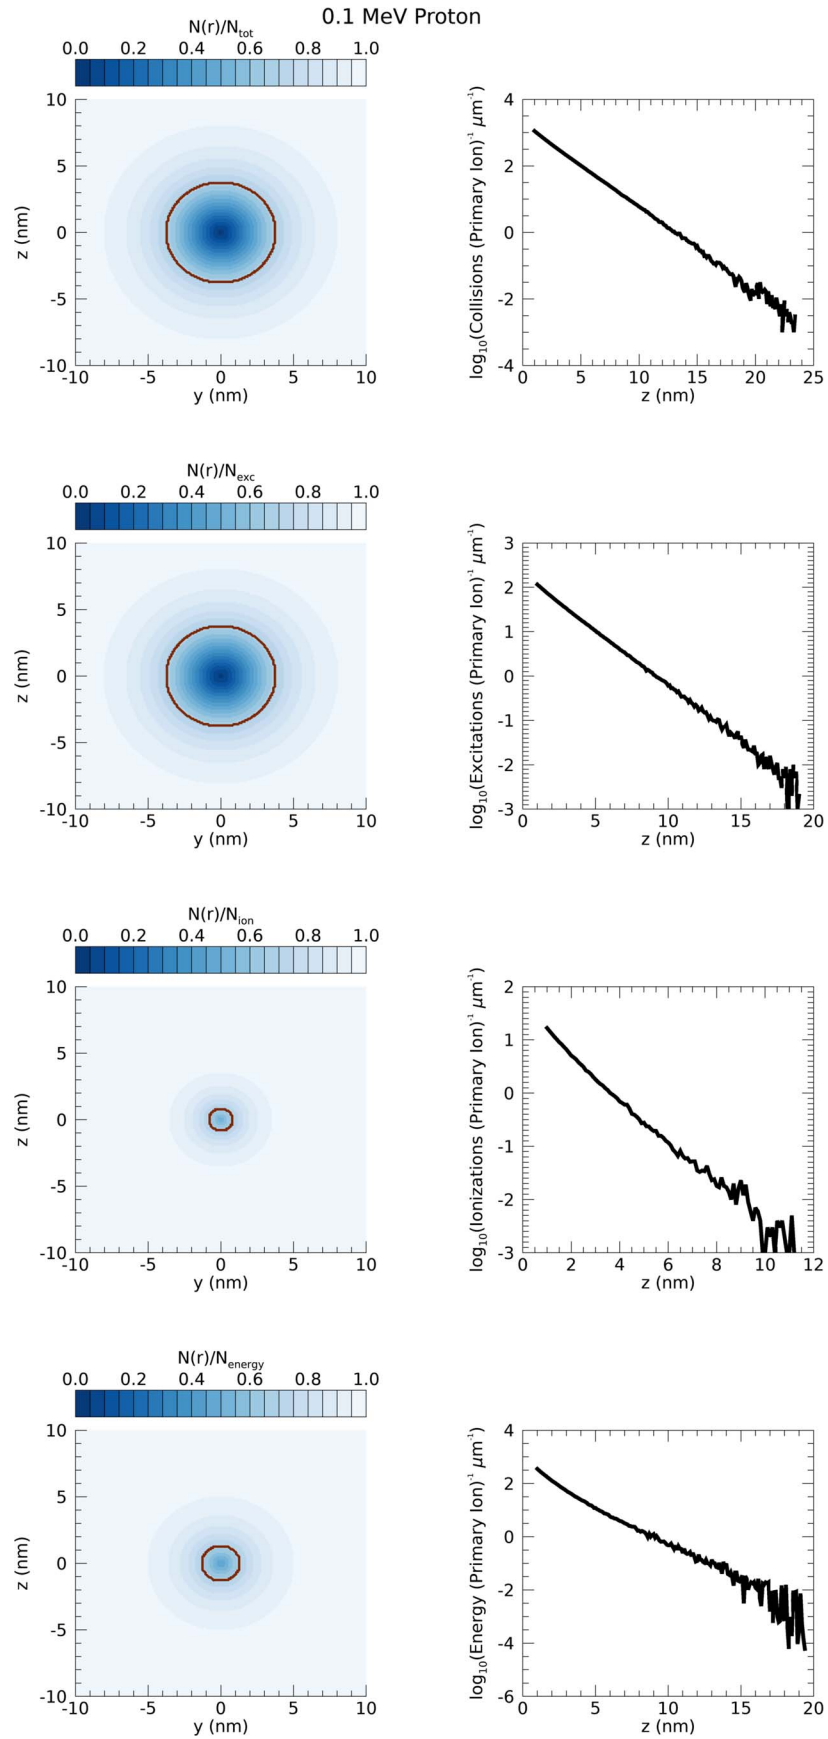 0.1 MeV Proton
N(r)/N_tot
0.0 0.2 0.4 0.6 0.8 1.0
10
5
0
-5
-10
z (nm)
-10 -5 0 5 10
y (nm)
4
2
0
-2
-4
log₁₀(Collisions (Primary Ion)⁻¹ μm⁻¹)
0 5 10 15 20 25
z (nm)
N(r)/N_exc
0.0 0.2 0.4 0.6 0.8 1.0
10
5
0
-5
-10
z (nm)
-10 -5 0 5 10
y (nm)
3
2
1
0
-1
-2
-3
log₁₀(Excitations (Primary Ion)⁻¹ μm⁻¹)
0 5 10 15 20
z (nm)
N(r)/N_ion
0.0 0.2 0.4 0.6 0.8 1.0
10
5
0
-5
-10
z (nm)
-10 -5 0 5 10
y (nm)
2
1
0
-1
-2
-3
log₁₀(Ionizations (Primary Ion)⁻¹ μm⁻¹)
0 2 4 6 8 10 12
z (nm)
N(r)/N_energy
0.0 0.2 0.4 0.6 0.8 1.0
10
5
0
-5
-10
z (nm)
-10 -5 0 5 10
y (nm)
4
2
0
-2
-4
-6
log₁₀(Energy (Primary Ion)⁻¹ μm⁻¹)
0 5 10 15 20
z (nm)